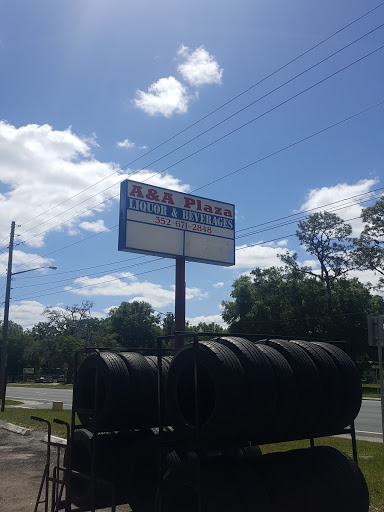 A&A Plaza
LIQUOR & BEVERAGES
352 671-2848